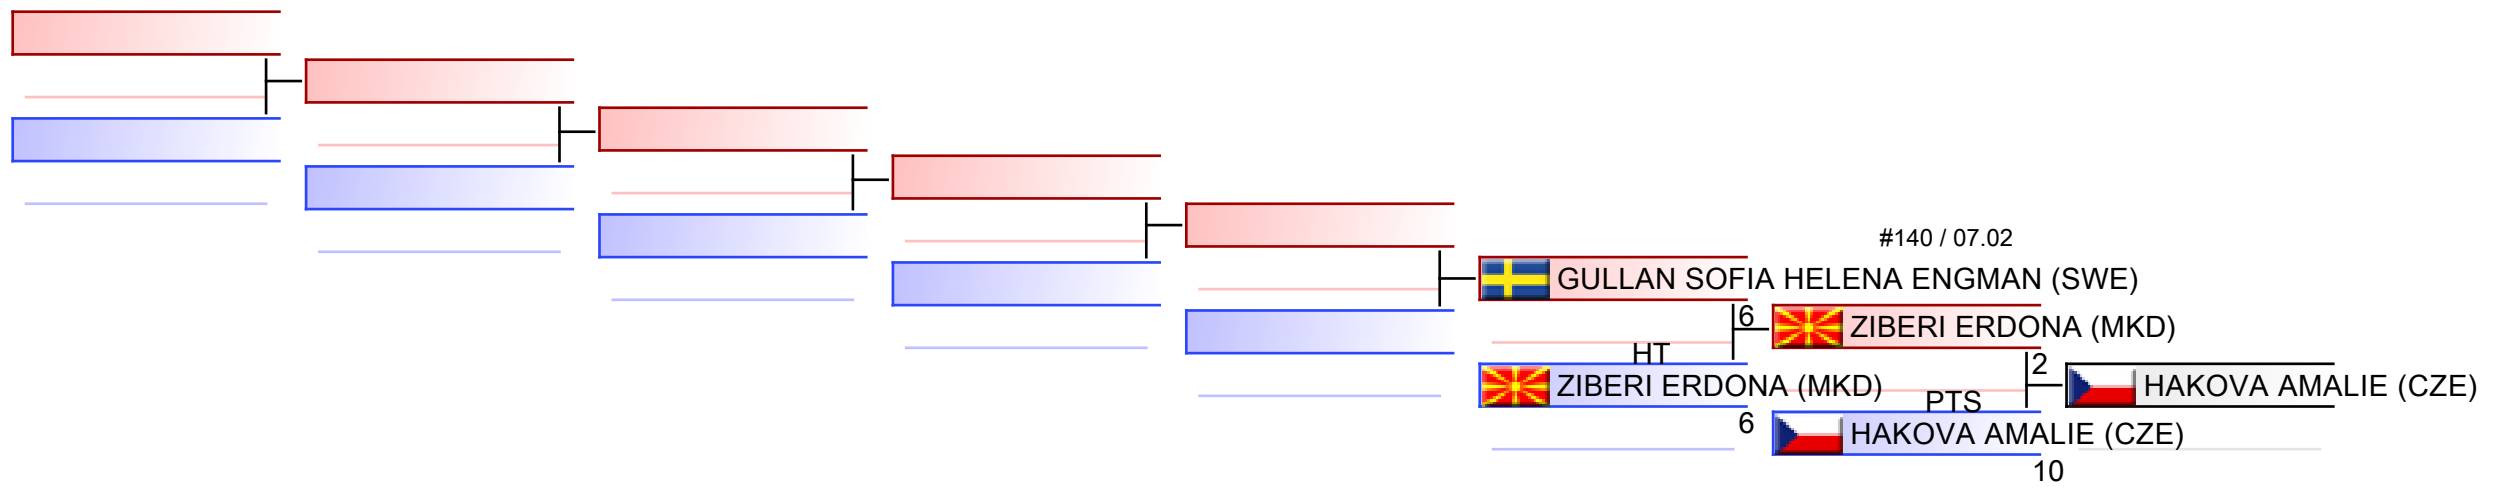 #140 / 07.02
GULLAN SOFIA HELENA ENGMAN (SWE)
6
ZIBERI ERDONA (MKD)
HT
2
ZIBERI ERDONA (MKD)
HAKOVA AMALIE (CZE)
PTS
6
HAKOVA AMALIE (CZE)
10